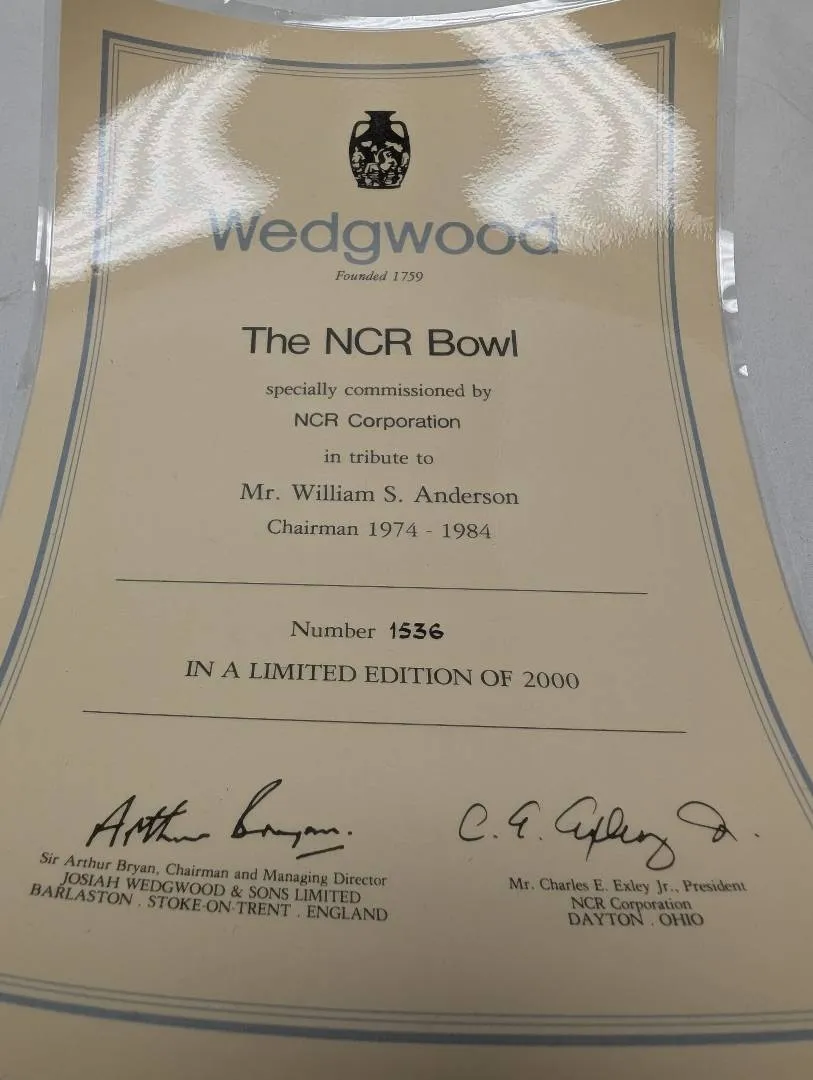 Wedgwood
Founded 1759
The NCR Bowl
specially commissioned by
NCR Corporation
in tribute to
Mr. William S. Anderson
Chairman 1974 - 1984
Number 1536
IN A LIMITED EDITION OF 2000
Arthur Bryan.
Sir Arthur Bryan, Chairman and Managing Director
JOSIAH WEDGWOOD & SONS LIMITED
BARLASTON . STOKE-ON-TRENT . ENGLAND
C. E. Exley Jr.
Mr. Charles E. Exley Jr., President
NCR Corporation
DAYTON . OHIO